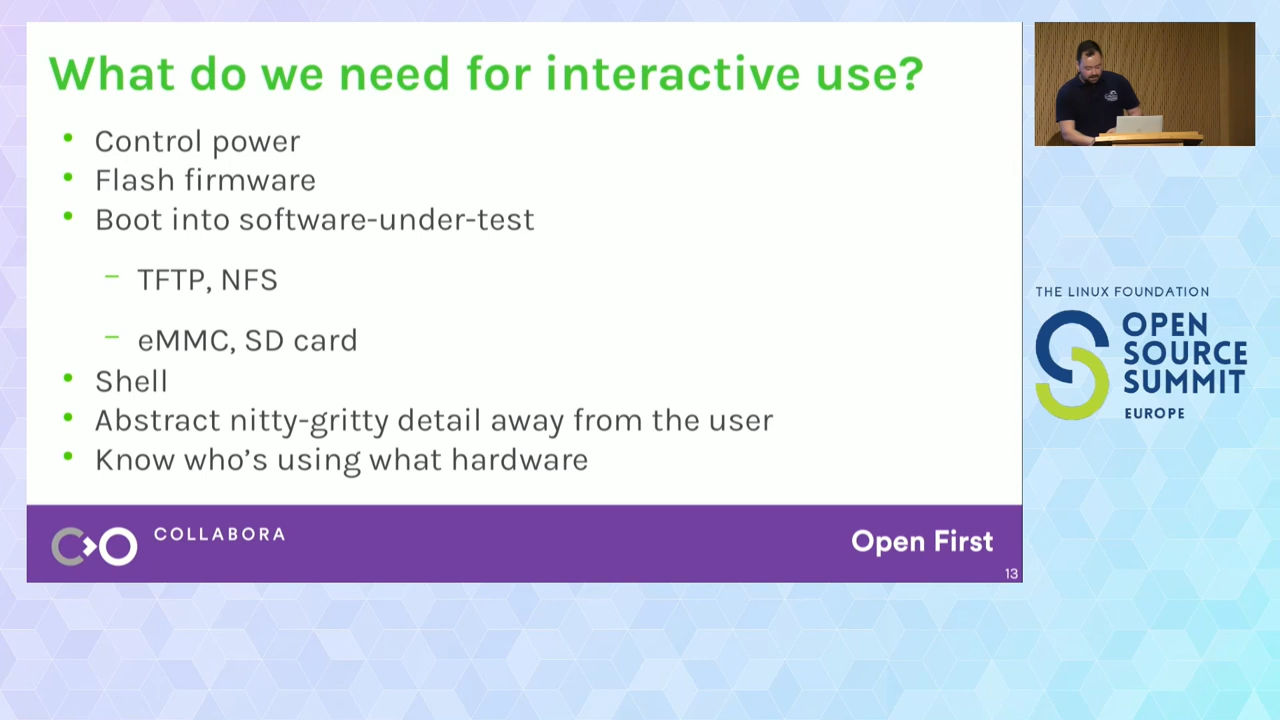 What do we need for interactive use?
• Control power
• Flash firmware
• Boot into software-under-test
– TFTP, NFS
– eMMC, SD card
• Shell
• Abstract nitty-gritty detail away from the user
• Know who's using what hardware
COLLABORA
Open First
13
THE LINUX FOUNDATION
OPEN
SOURCE
SUMMIT
EUROPE